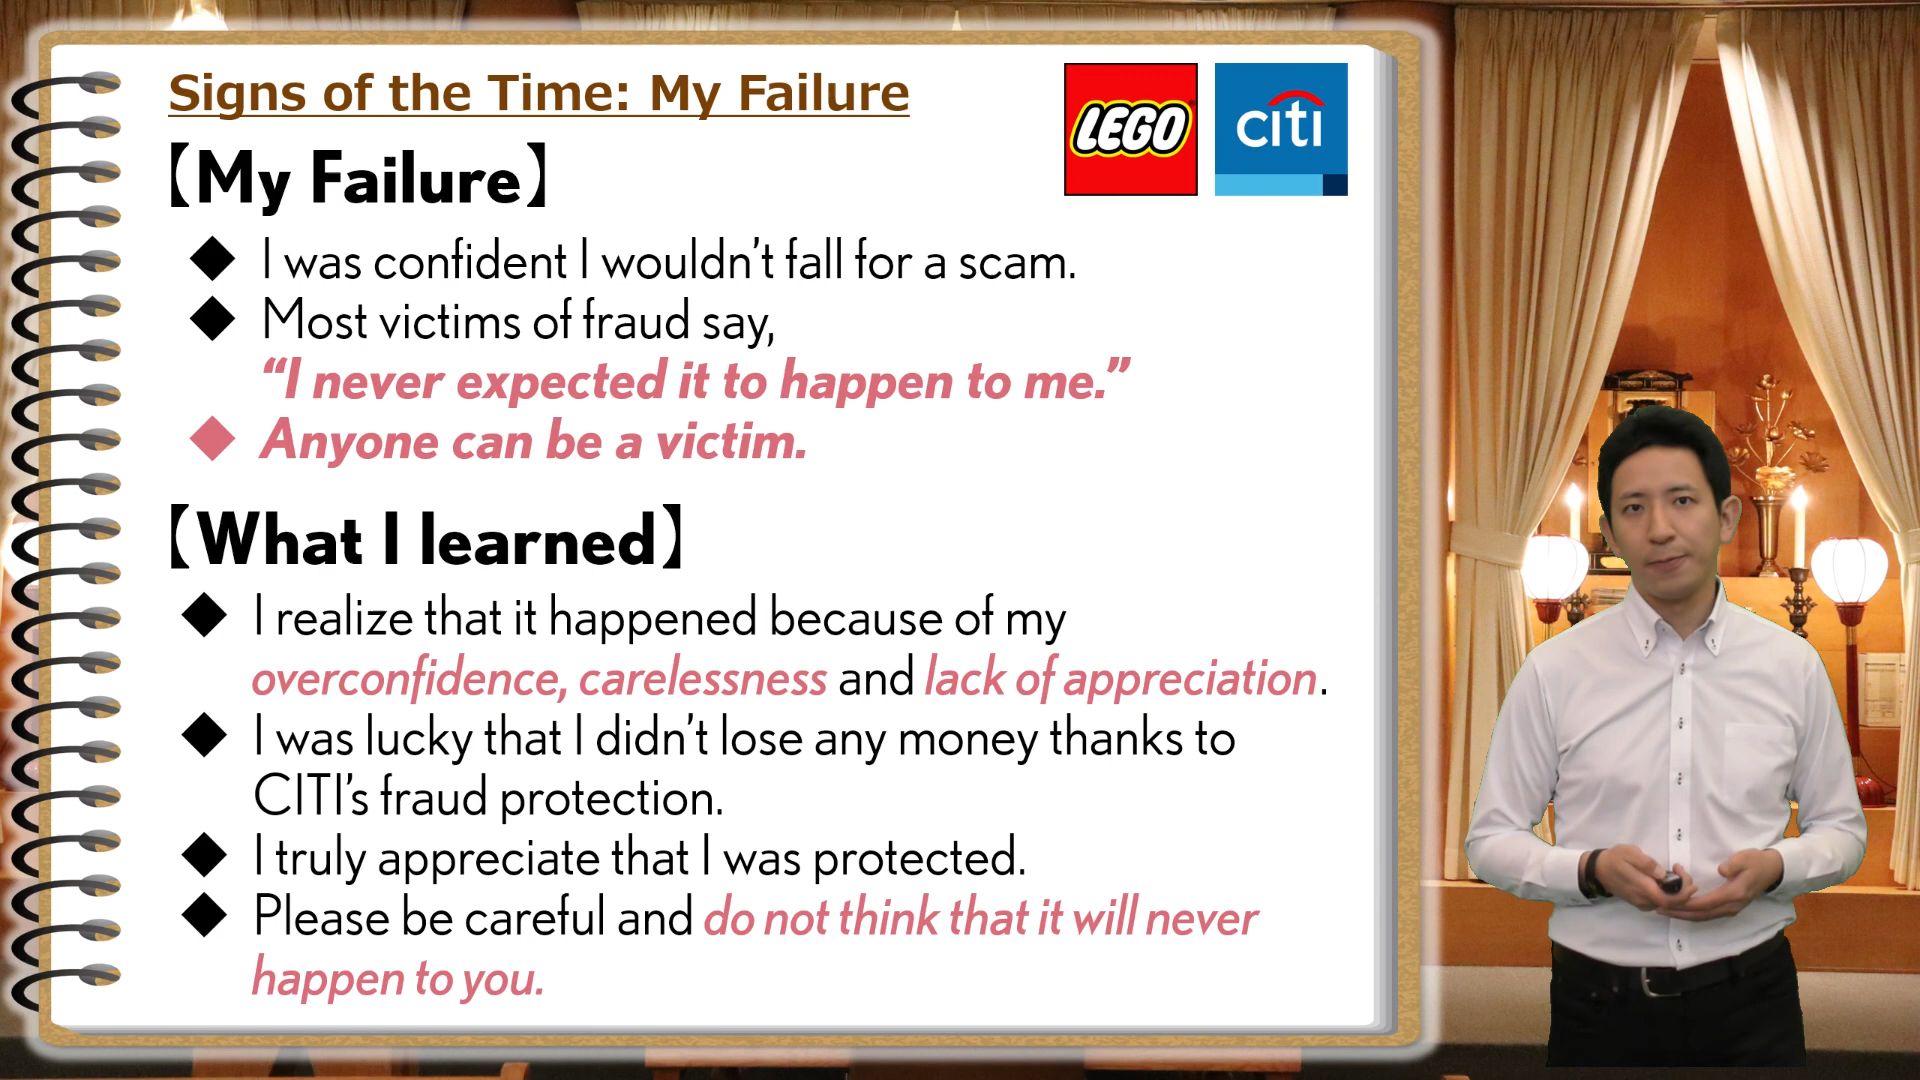 Signs of the Time: My Failure
LEGO
citi
【My Failure】
◆ I was confident I wouldn’t fall for a scam.
◆ Most victims of fraud say,
“I never expected it to happen to me.”
◆ Anyone can be a victim.
【What I learned】
◆ I realize that it happened because of my
overconfidence, carelessness and lack of appreciation.
◆ I was lucky that I didn’t lose any money thanks to
CITI’s fraud protection.
◆ I truly appreciate that I was protected.
◆ Please be careful and do not think that it will never
happen to you.